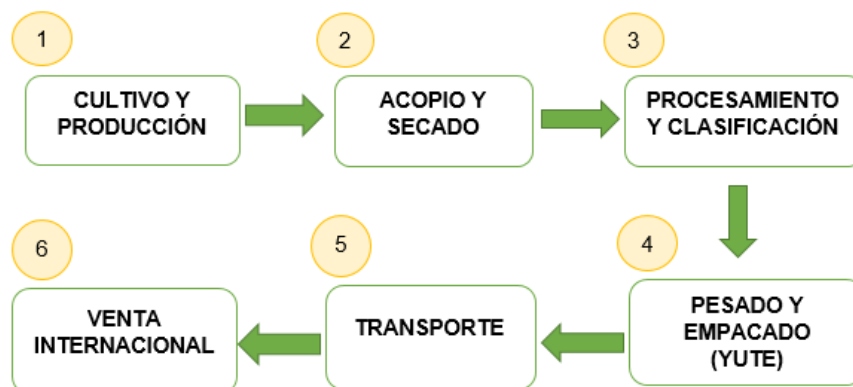 1
CULTIVO Y
PRODUCCIÓN
2
ACOPIO Y
SECADO
3
PROCESAMIENTO
Y CLASIFICACIÓN
4
PESADO Y
EMPACADO
(YUTE)
5
TRANSPORTE
6
VENTA
INTERNACIONAL